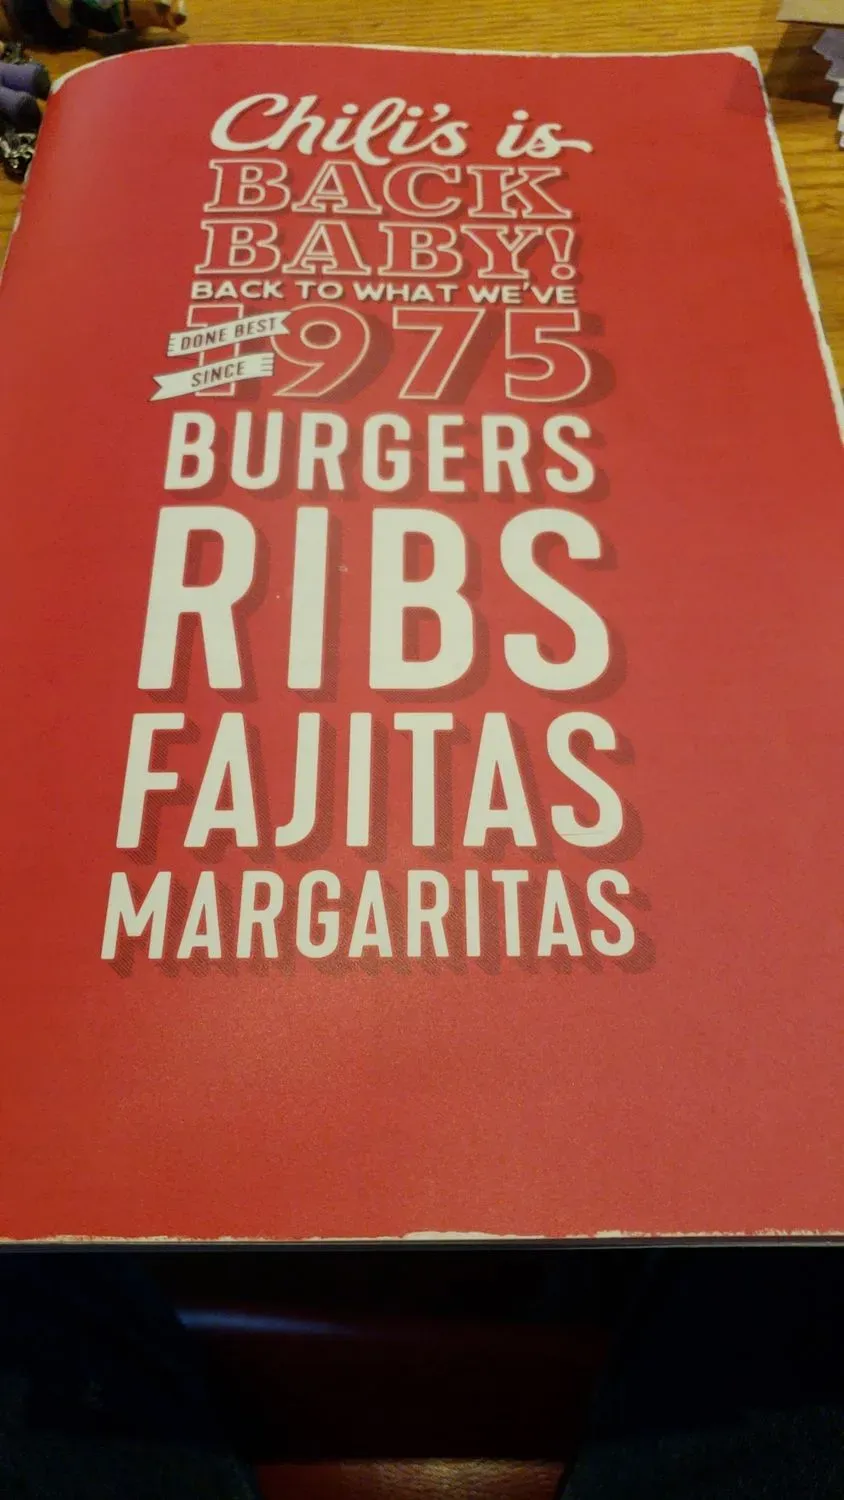 Chili's is
BACK
BABY!
BACK TO WHAT WE'VE
DONE BEST
SINCE
1975
BURGERS
RIBS
FAJITAS
MARGARITAS